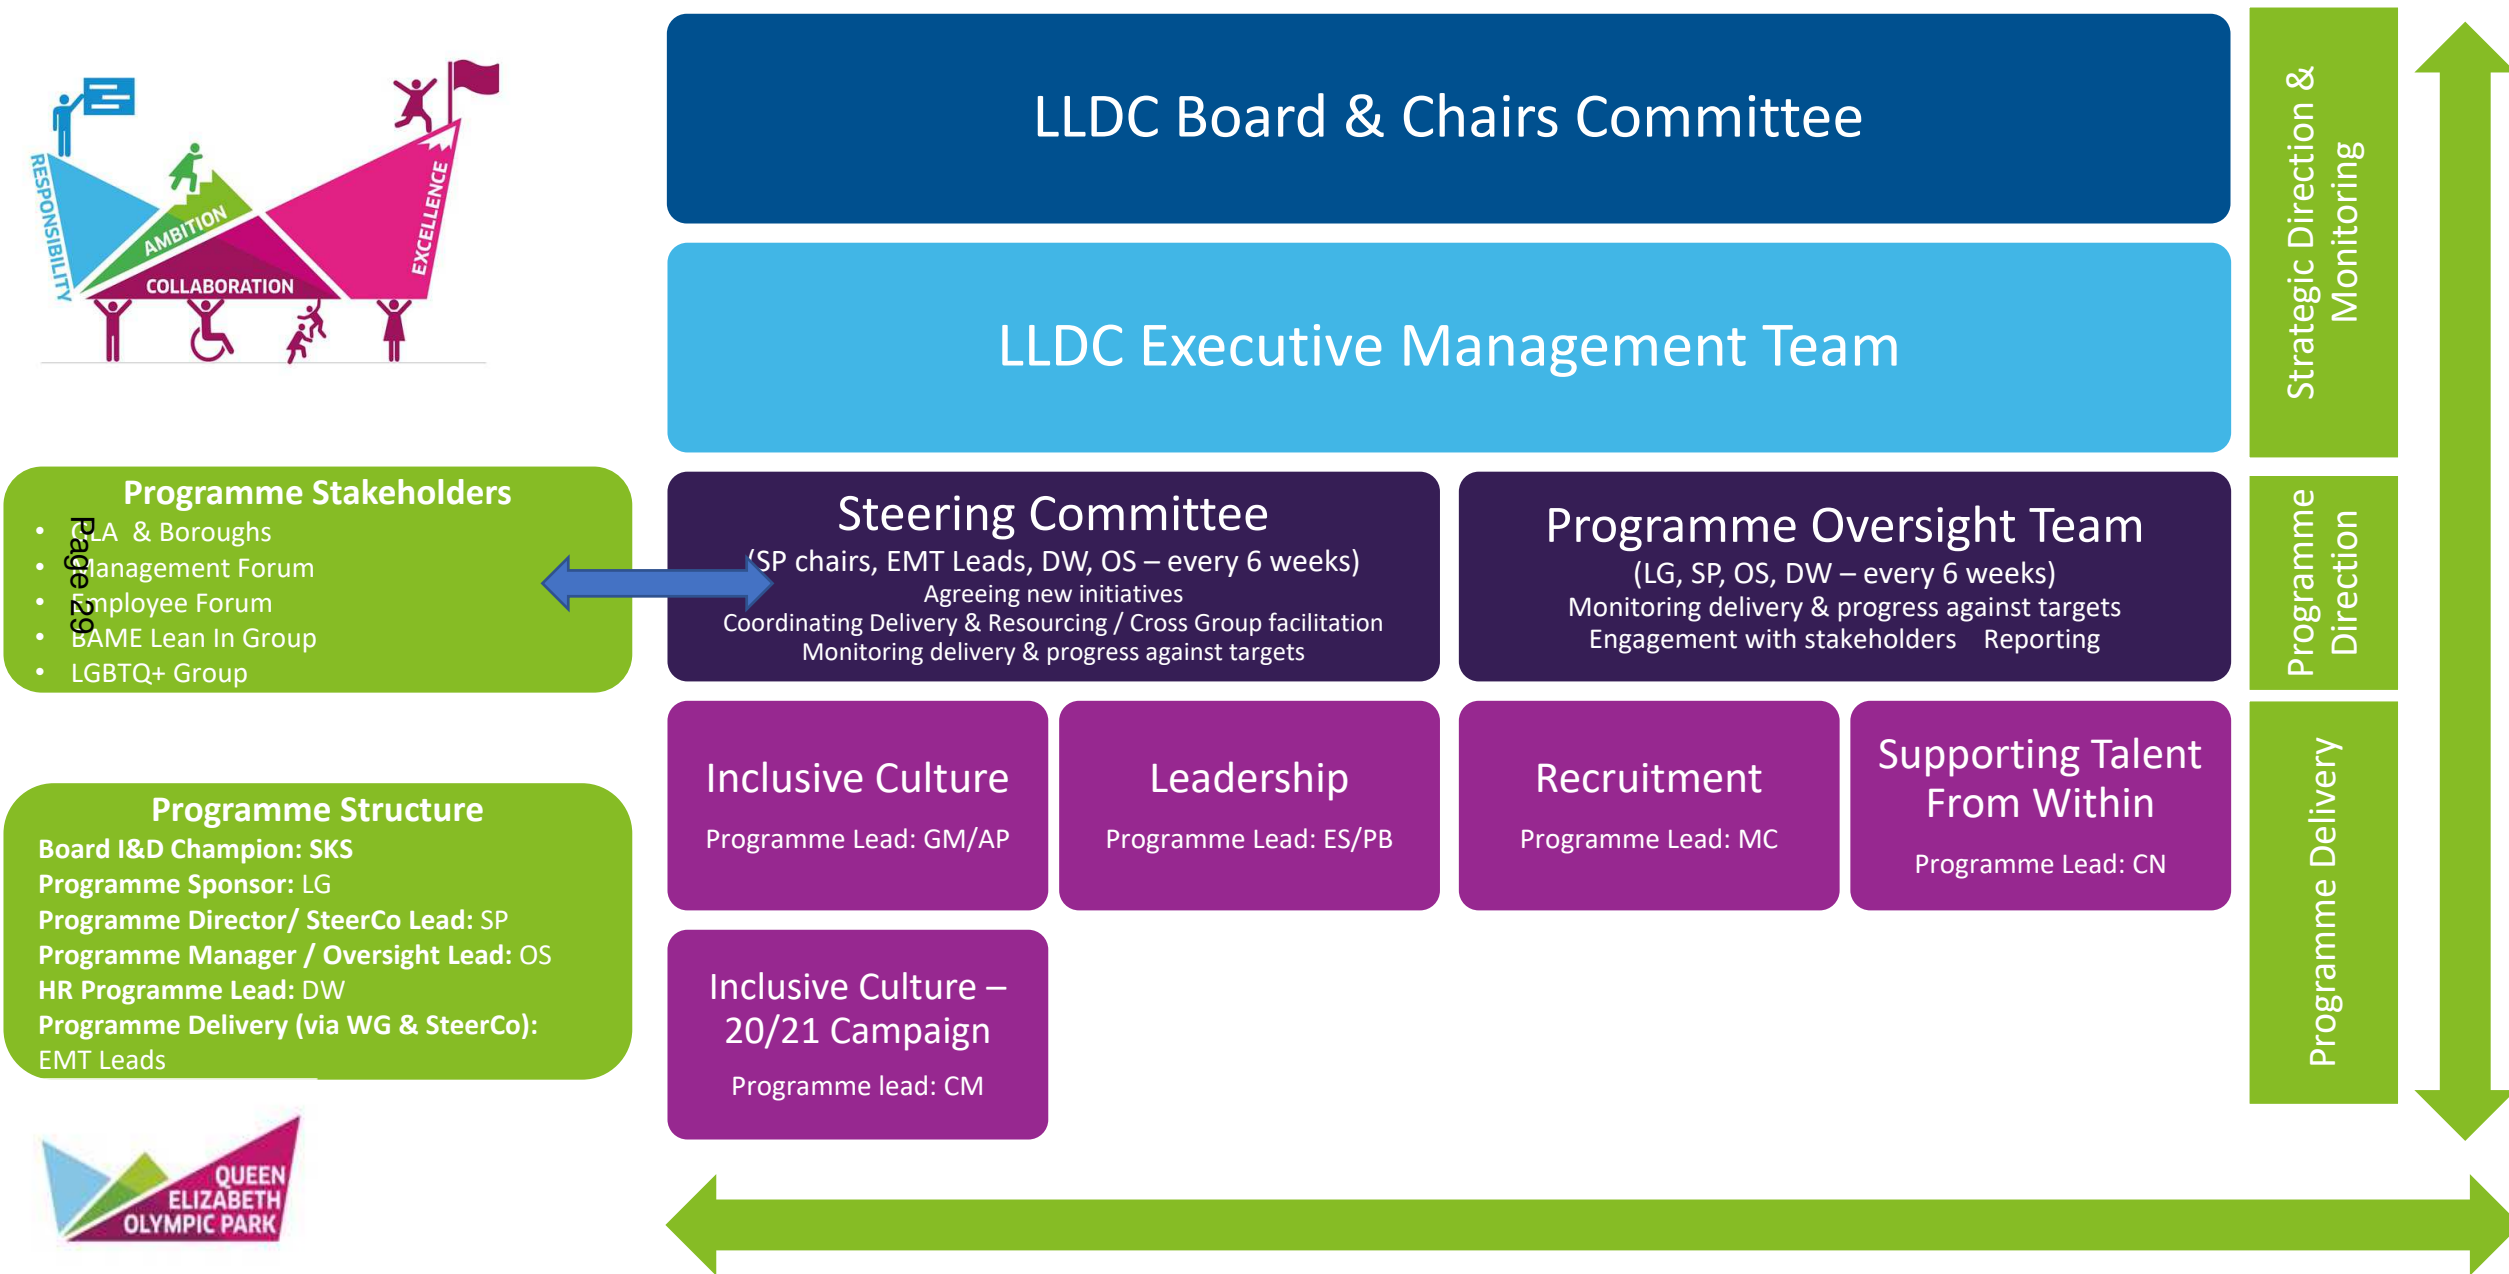 RESPONSIBILITY
AMBITION
COLLABORATION
EXCELLENCE
LLDC Board & Chairs Committee
LLDC Executive Management Team
Strategic Direction &
Monitoring
Programme Stakeholders
• GLA & Boroughs
• Management Forum
• Employee Forum
• BAME Lean In Group
• LGBTQ+ Group
Page 29
Steering Committee
(SP chairs, EMT Leads, DW, OS – every 6 weeks)
Agreeing new initiatives
Coordinating Delivery & Resourcing / Cross Group facilitation
Monitoring delivery & progress against targets
Programme Oversight Team
(LG, SP, OS, DW – every 6 weeks)
Monitoring delivery & progress against targets
Engagement with stakeholders Reporting
Programme
Direction
Inclusive Culture
Programme Lead: GM/AP
Leadership
Programme Lead: ES/PB
Recruitment
Programme Lead: MC
Supporting Talent
From Within
Programme Lead: CN
Programme Delivery
Programme Structure
Board I&D Champion: SKS
Programme Sponsor: LG
Programme Director/ SteerCo Lead: SP
Programme Manager / Oversight Lead: OS
HR Programme Lead: DW
Programme Delivery (via WG & SteerCo):
EMT Leads
Inclusive Culture –
20/21 Campaign
Programme lead: CM
QUEEN
ELIZABETH
OLYMPIC PARK